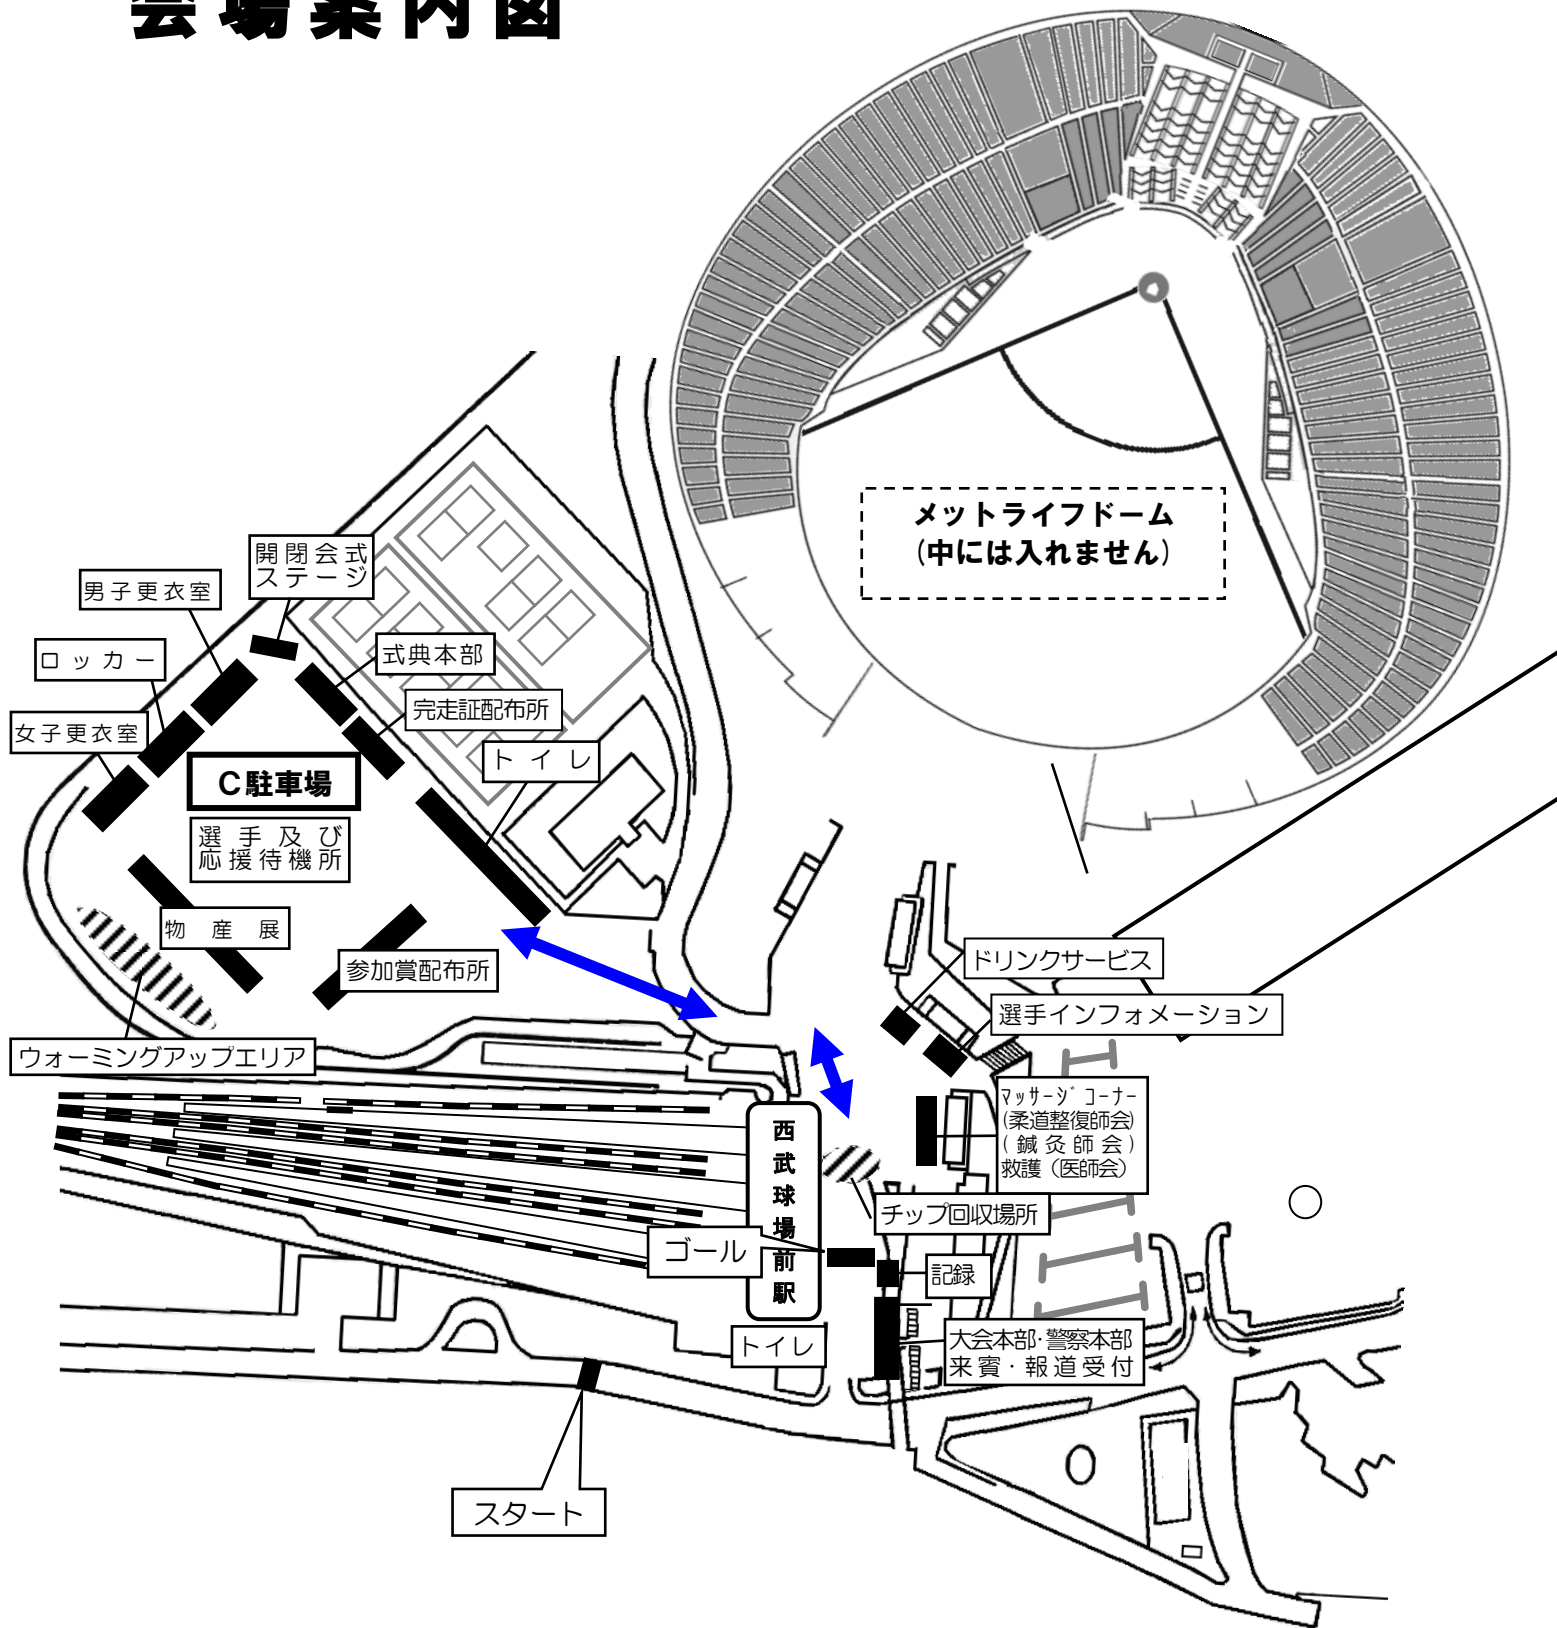 会場案内図
メットライフドーム
(中には入れません)
開閉会式
ステージ
男子更衣室
ロッカー
式典本部
完走証配布所
女子更衣室
トイレ
C駐車場
選手及び
応援待機所
物産展
参加賞配布所
ドリンクサービス
選手インフォメーション
ウォーミングアップエリア
マッサージコーナー
(柔道整復師会)
(鍼灸師会)
救護(医師会)
西武球場前駅
チップ回収場所
ゴール
記録
トイレ
大会本部・警察本部
来賓・報道受付
スタート